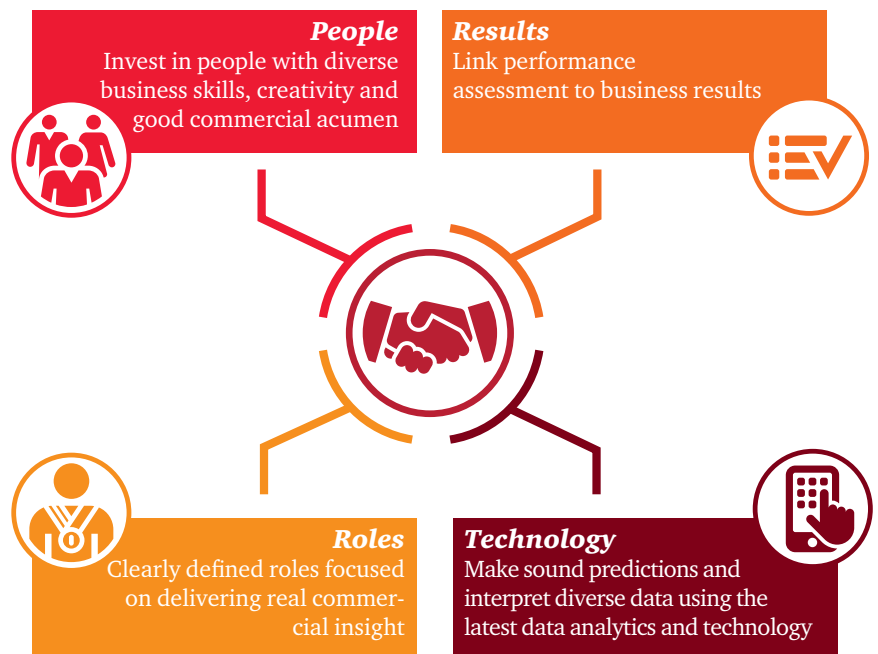 People
Invest in people with diverse
business skills, creativity and
good commercial acumen
Results
Link performance
assessment to business results
Roles
Clearly defined roles focused
on delivering real commer-
cial insight
Technology
Make sound predictions and
interpret diverse data using the
latest data analytics and technology